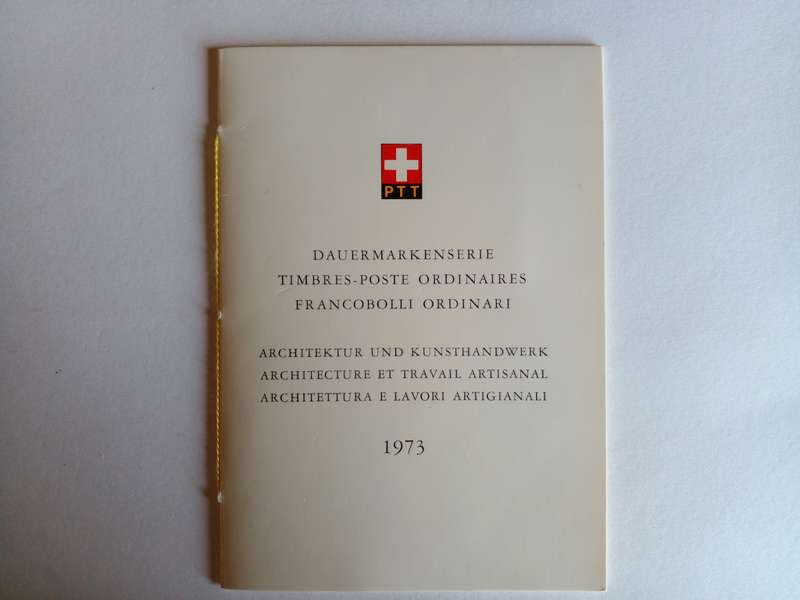 PTT
DAUERMARKENSERIE
TIMBRES-POSTE ORDINAIRES
FRANCOBOLLI ORDINARI
ARCHITEKTUR UND KUNSTHANDWERK
ARCHITECTURE ET TRAVAIL ARTISANAL
ARCHITETTURA E LAVORI ARTIGIANALI
1973